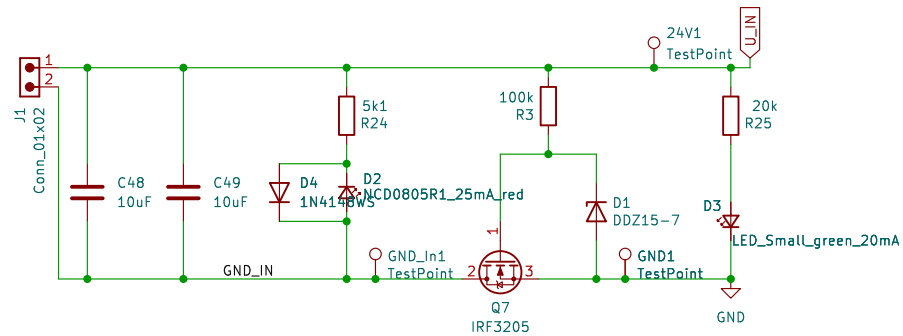 24V1
TestPoint
U_IN
1
2
J1
Conn_01x02
5k1
R24
100k
R3
20k
R25
C48
10uF
C49
10uF
D4
1N4148WS
D2
NCD0805R1_25mA_red
D1
DDZ15-7
D3
LED_Small_green_20mA
1
GND_IN
GND_In1
TestPoint
2
3
GND1
TestPoint
Q7
IRF3205
GND